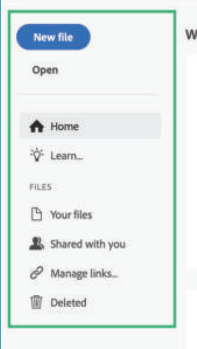 New file
W
Open
Home
Learn...
FILES
Your files
Shared with you
Manage links...
Deleted